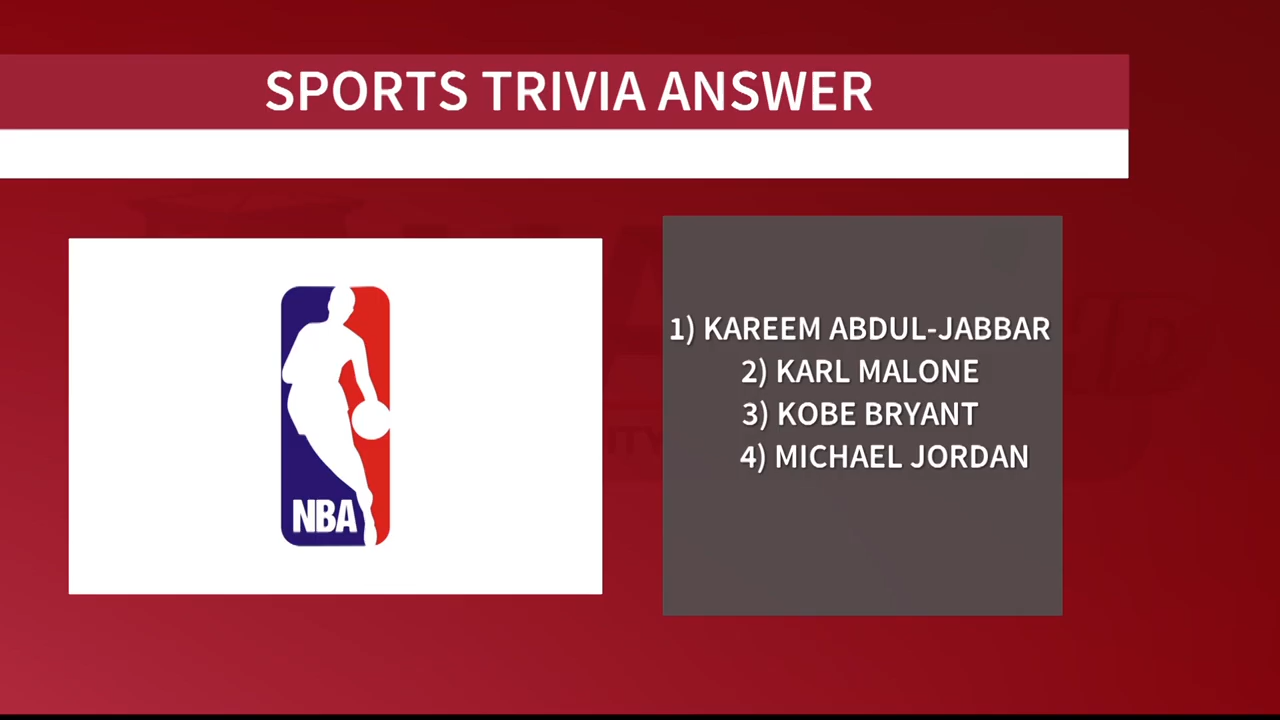 SPORTS TRIVIA ANSWER
NBA
1) KAREEM ABDUL-JABBAR
2) KARL MALONE
3) KOBE BRYANT
4) MICHAEL JORDAN